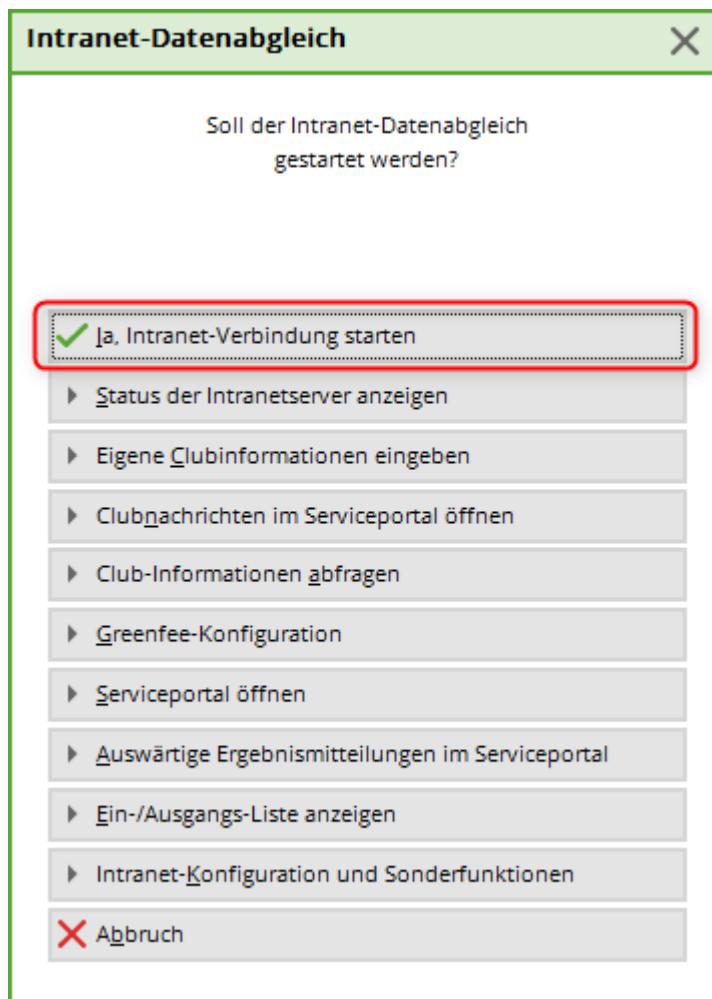 Intranet-Datenabgleich
Soll der Intranet-Datenabgleich
gestartet werden?
Ja, Intranet-Verbindung starten
Status der Intranetserver anzeigen
Eigene Clubinformationen eingeben
Clubnachrichten im Serviceportal öffnen
Club-Informationen abfragen
Greenfee-Konfiguration
Serviceportal öffnen
Auswärtige Ergebnismitteilungen im Serviceportal
Ein-/Ausgangs-Liste anzeigen
Intranet-Konfiguration und Sonderfunktionen
Abbruch